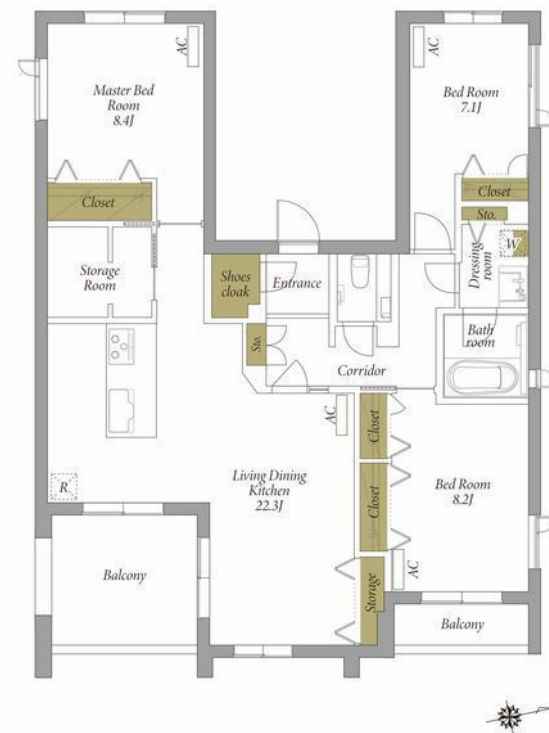 AC
Master Bed
Room
8.4J
AC
Bed Room
7.1J
Closet
Closet
Sto.
W
Dressing
room
Storage
Room
Shoes
cloak
Entrance
Sto.
Bath
room
Corridor
AC
Closet
Living Dining
Kitchen
22.3J
Closet
Bed Room
8.2J
R
AC
Storage
Balcony
Balcony